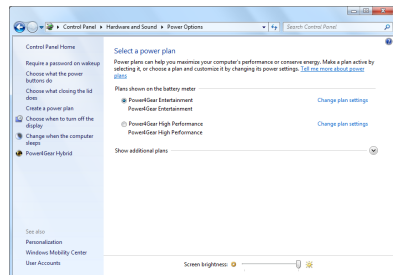 Control Panel ▸ Hardware and Sound ▸ Power Options
Search Control Panel
Control Panel Home
Require a password on wakeup
Choose what the power
buttons do
Choose what closing the lid
does
Create a power plan
Choose when to turn off the
display
Change when the computer
sleeps
Power4Gear Hybrid
See also
Personalization
Windows Mobility Center
User Accounts
Select a power plan
Power plans can help you maximize your computer's performance or conserve energy. Make a plan active by
selecting it, or choose a plan and customize it by changing its power settings. Tell me more about power
plans
Plans shown on the battery meter
Power4Gear Entertainment Change plan settings
Power4Gear Entertainment
Power4Gear High Performance Change plan settings
Power4Gear High Performance
Show additional plans
Screen brightness: